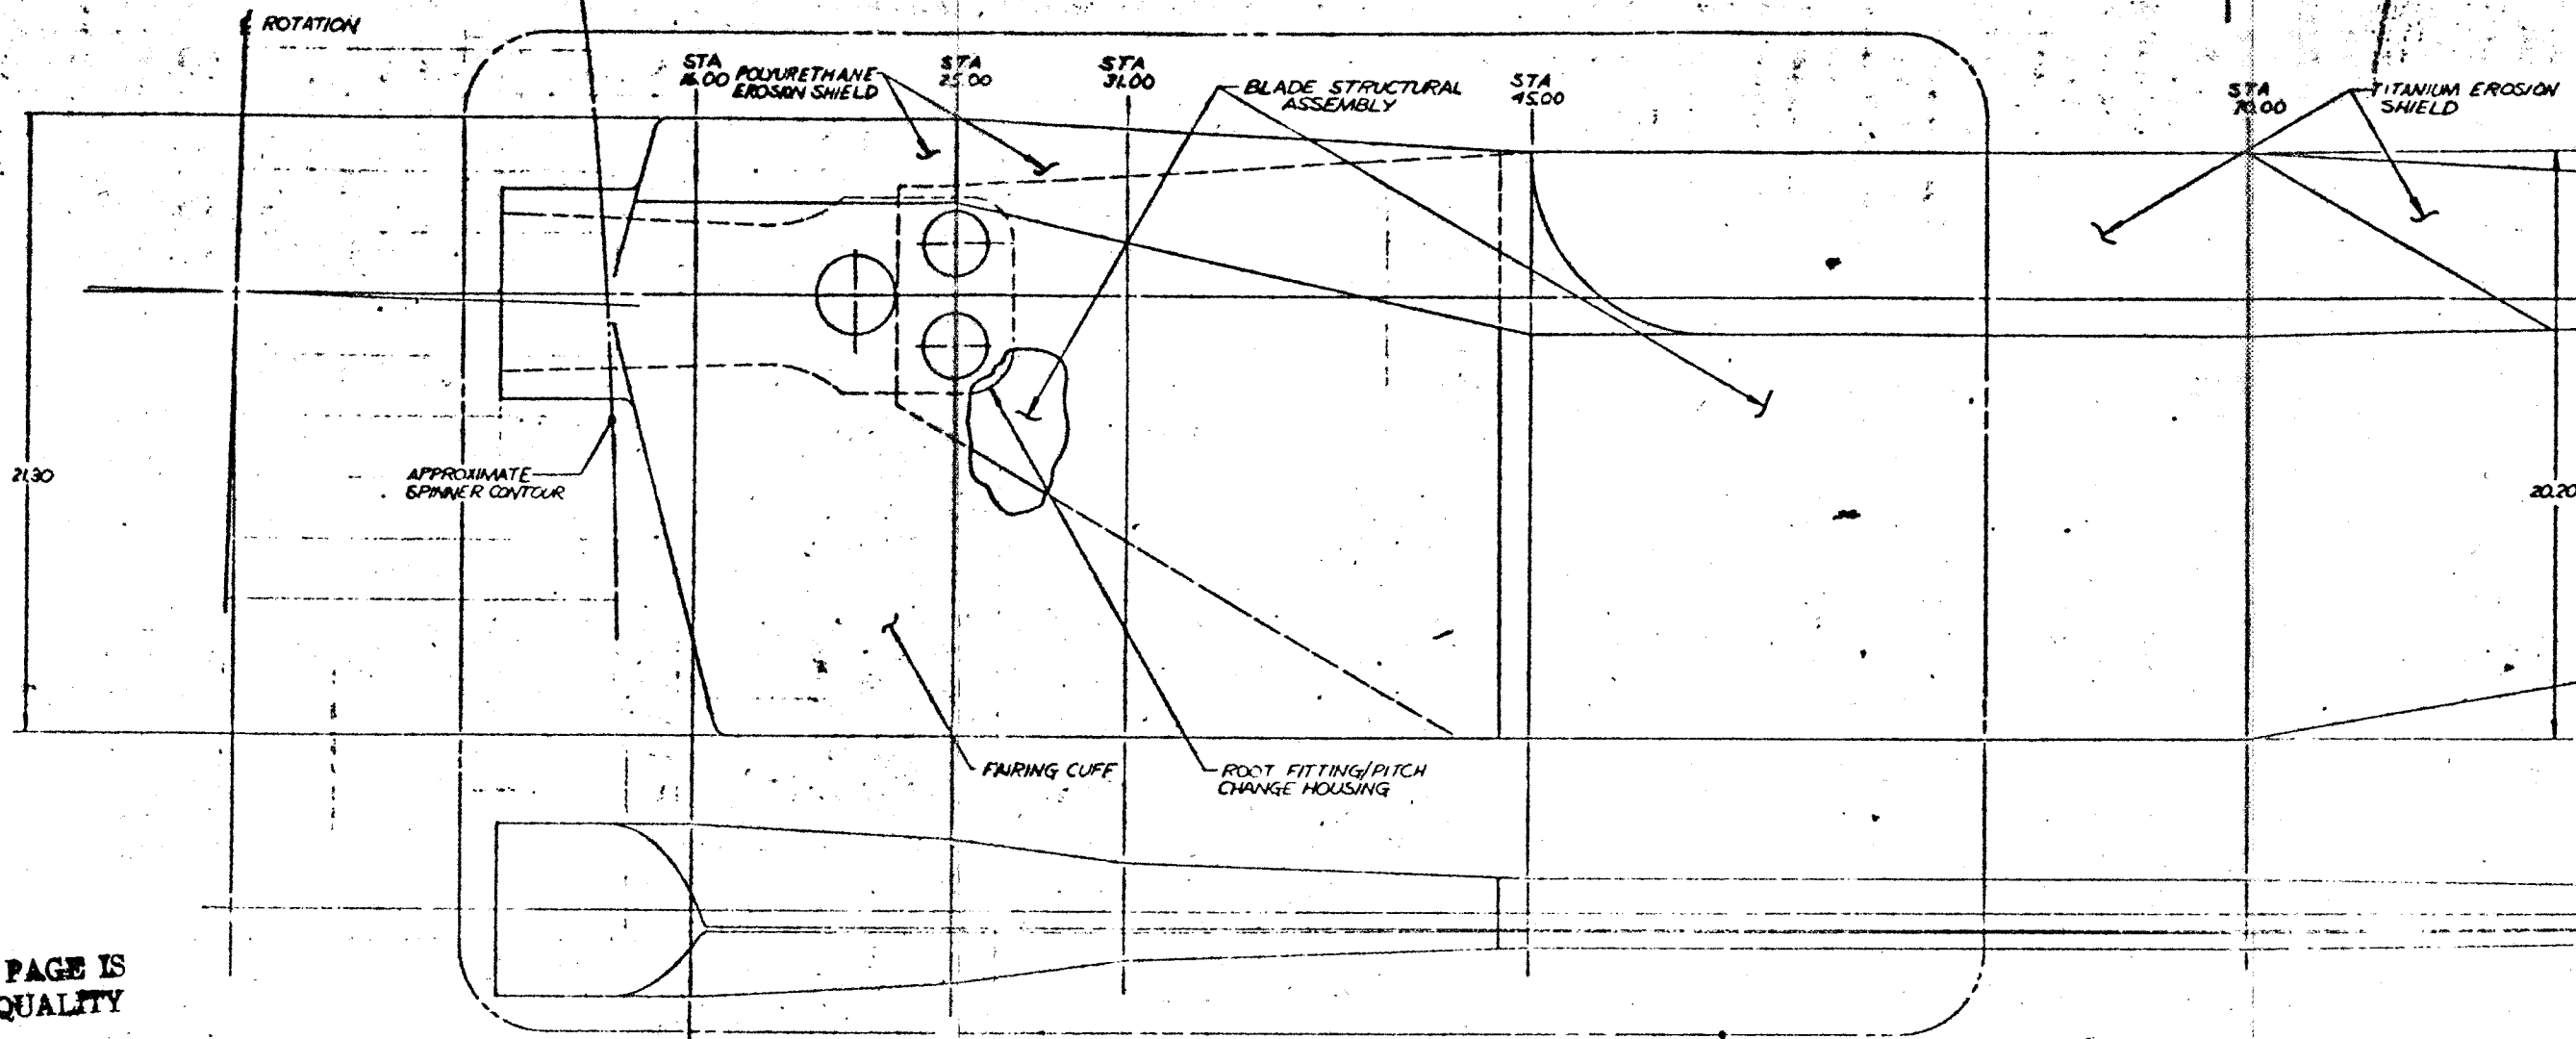 ℄ ROTATION
STA
16.00
POLYURETHANE
EROSION SHIELD
STA
25.00
STA
31.00
BLADE STRUCTURAL
ASSEMBLY
STA
45.00
STA
70.00
TITANIUM EROSION
SHIELD
21.30
APPROXIMATE
SPINNER CONTOUR
20.20
FAIRING CUFF
ROOT FITTING/PITCH
CHANGE HOUSING
PAGE IS
QUALITY